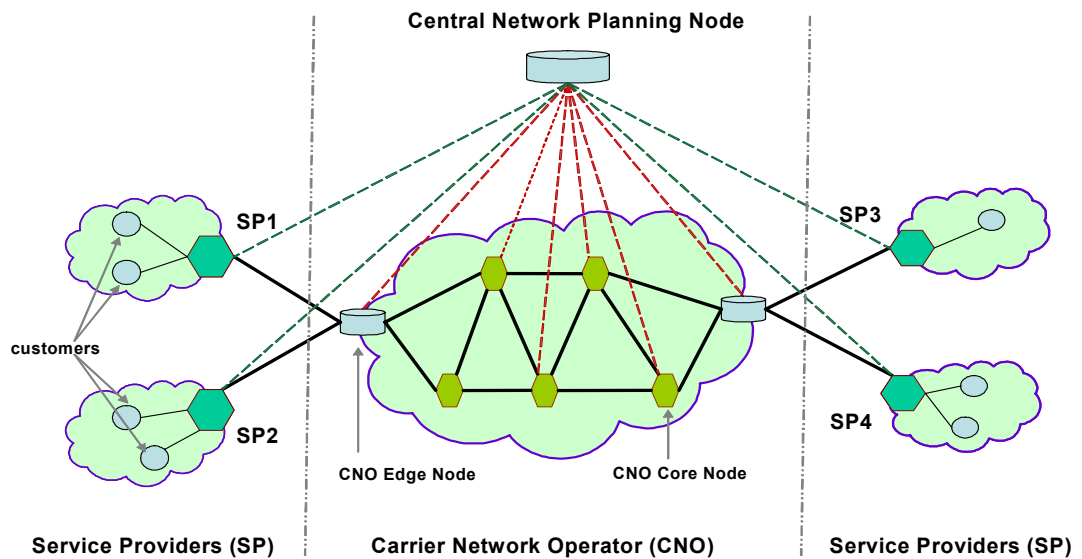 Central Network Planning Node
SP1
SP3
customers
SP2
SP4
CNO Edge Node
CNO Core Node
Service Providers (SP)
Carrier Network Operator (CNO)
Service Providers (SP)